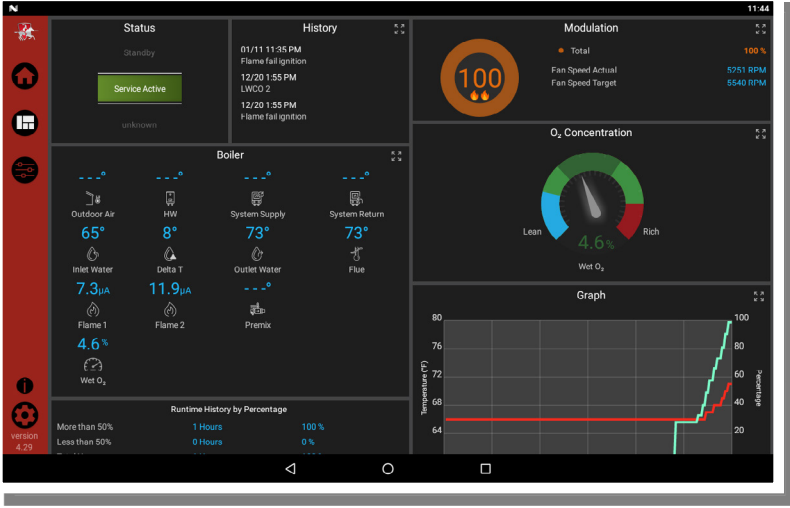 11:44
Status
Standby
Service Active
unknown
History
01/11 11:35 PM
Flame fail ignition
12/20 1:55 PM
LWCO 2
12/20 1:55 PM
Flame fail ignition
Modulation
100
Total 100 %
Fan Speed Actual 5251 RPM
Fan Speed Target 5540 RPM
Boiler
---° ---° ---° ---°
Outdoor Air HW System Supply System Return
65° 8° 73° 73°
Inlet Water Delta T Outlet Water Flue
7.3µA 11.9µA ---°
Flame 1 Flame 2 Premix
4.6 %
Wet O₂
O₂ Concentration
Lean Rich
4.6%
Wet O₂
Graph
80 100
76 80
72 60
68 40
64 20
Temperature (°F)
Percentage
Runtime History by Percentage
More than 50% 1 Hours 100 %
Less than 50% 0 Hours 0 %
version
4.29